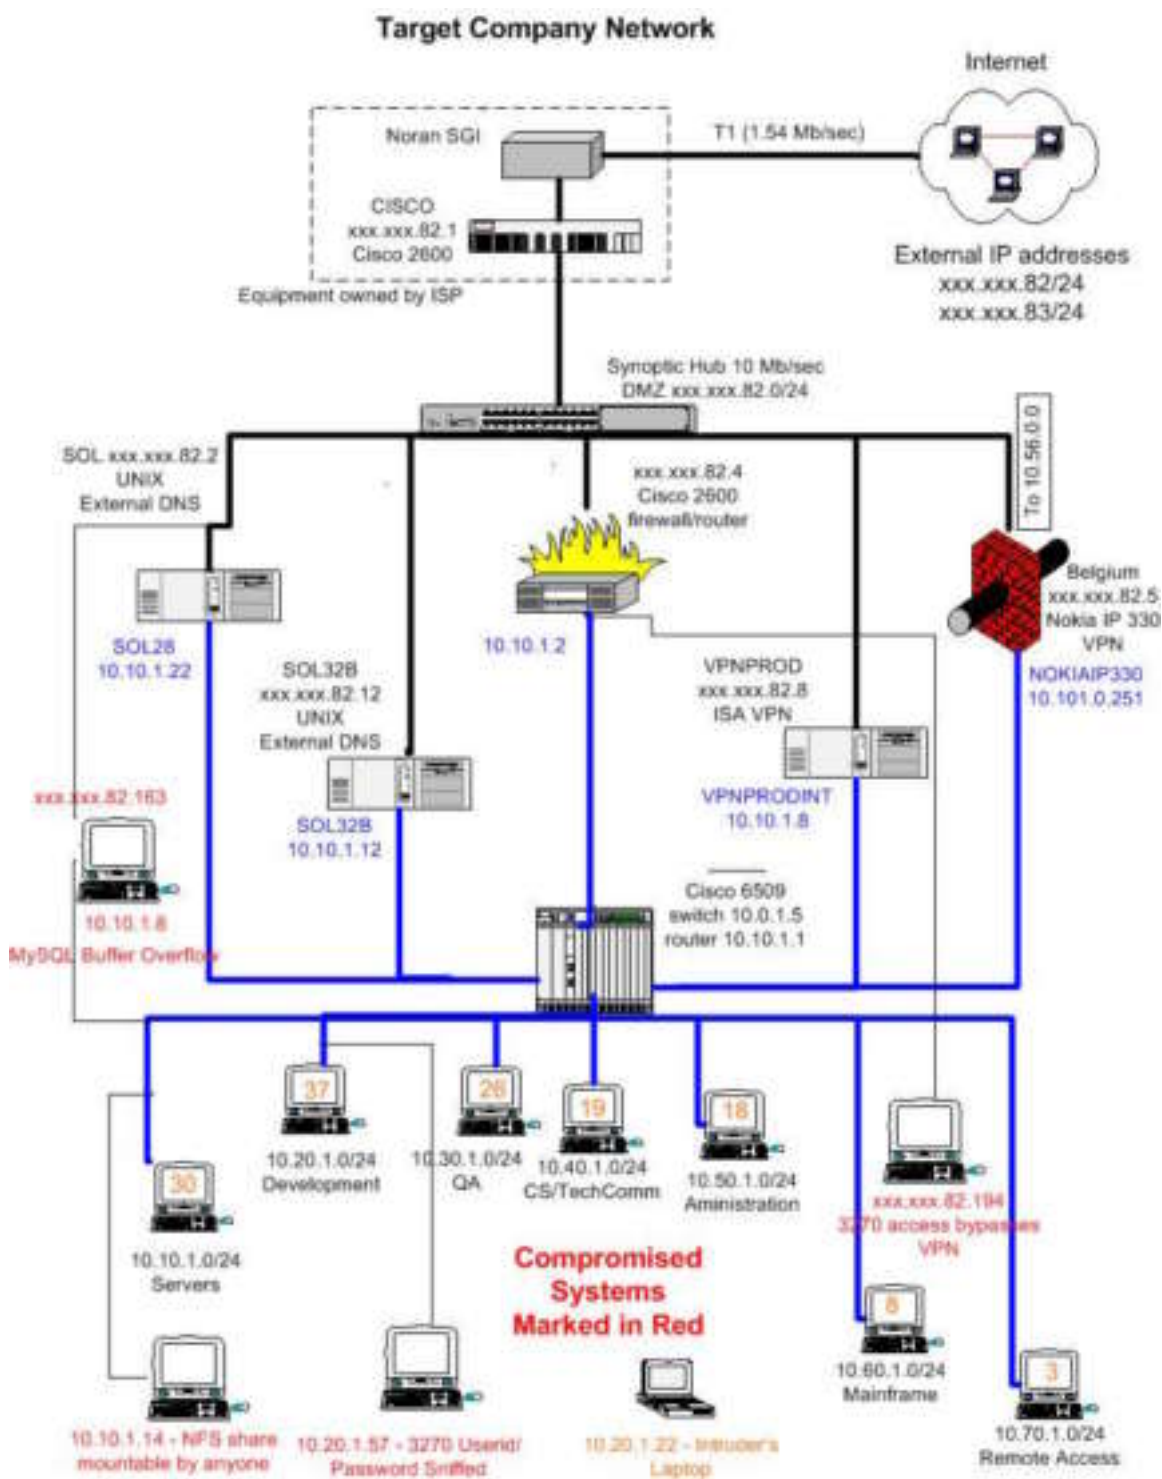 Target Company Network
Internet
Noran SGI
T1 (1.54 Mb/sec)
CISCO
xxx.xxx.82.1
Cisco 2600
Equipment owned by ISP
External IP addresses
xxx.xxx.82/24
xxx.xxx.83/24
Synoptic Hub 10 Mb/sec
DMZ xxx.xxx.82.0/24
To 10.56.0.0
SOL xxx.xxx.82.2
UNIX
External DNS
xxx.xxx.82.4
Cisco 2600
firewall/router
Belgium
xxx.xxx.82.5
Nokia IP 330
VPN
NOKIAIP330
10.101.0.251
SOL28
10.10.1.22
10.10.1.2
SOL32B
xxx.xxx.82.12
UNIX
External DNS
VPNPROD
xxx.xxx.82.8
ISA VPN
xxx.xxx.82.163
SOL32B
10.10.1.12
VPNPRODINT
10.10.1.8
10.10.1.8
MySQL Buffer Overflow
Cisco 6509
switch 10.0.1.5
router 10.10.1.1
37
26
19
18
30
10.20.1.0/24
Development
10.30.1.0/24
QA
10.40.1.0/24
CS/TechComm
10.50.1.0/24
Aministration
xxx.xxx.82.194
3270 access bypasses
VPN
10.10.1.0/24
Servers
Compromised
Systems
Marked in Red
8
10.60.1.0/24
Mainframe
3
10.70.1.0/24
Remote Access
10.10.1.14 - NFS share
mountable by anyone
10.20.1.57 - 3270 Userid/
Password Sniffed
10.20.1.22 - Intruder's
Laptop